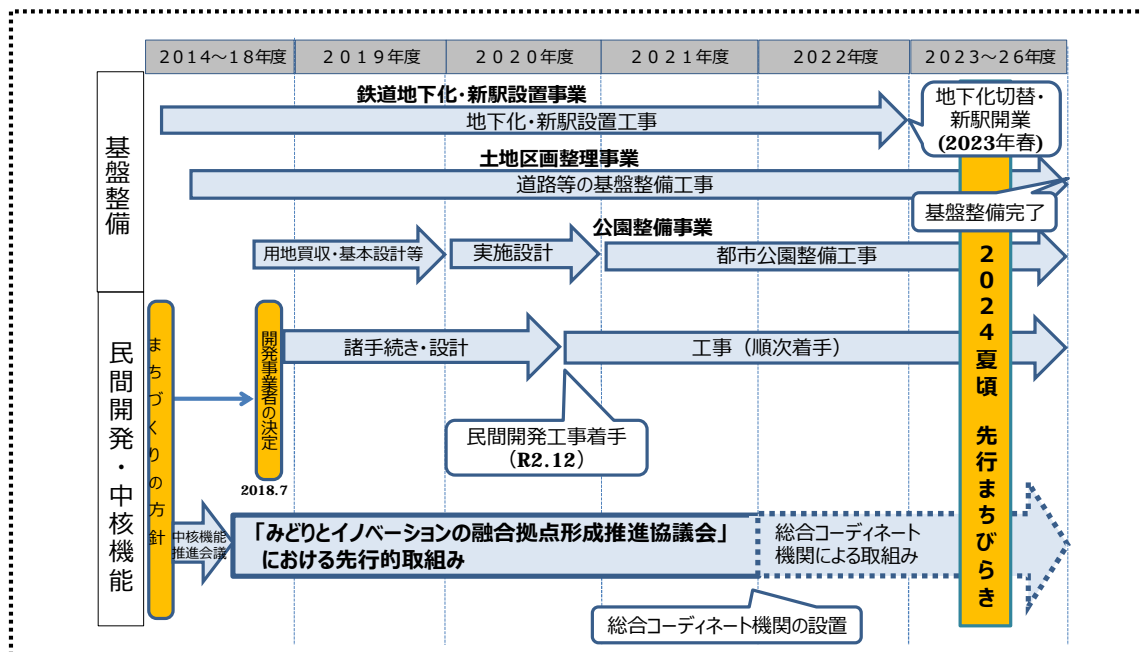 2014～18年度
2019年度
2020年度
2021年度
2022年度
2023～26年度
基盤整備
鉄道地下化・新駅設置事業
地下化・新駅設置工事
地下化切替・
新駅開業
(2023年春)
土地区画整理事業
道路等の基盤整備工事
基盤整備完了
公園整備事業
用地買収・基本設計等
実施設計
都市公園整備工事
民間開発・中核機能
まちづくりの方針
開発事業者の決定
2018.7
諸手続き・設計
工事（順次着手）
民間開発工事着手
（R2.12）
中核機能
推進会議
「みどりとイノベーションの融合拠点形成推進協議会」
における先行的取組み
総合コーディネート
機関による取組み
総合コーディネート機関の設置
2024夏頃 先行まちびらき